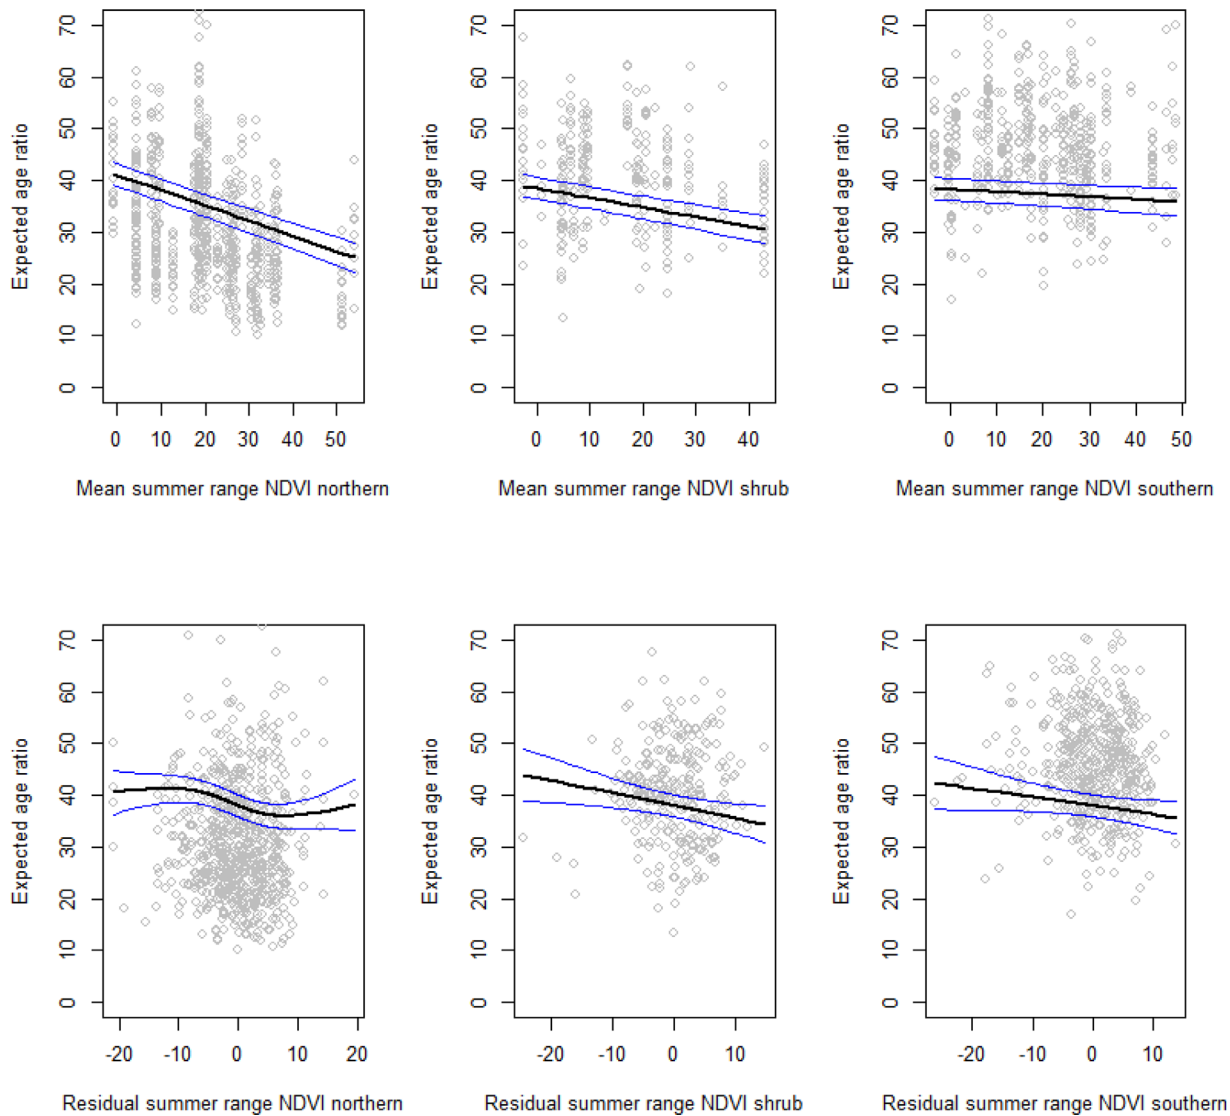 Expected age ratio
0 10 20 30 40 50 60 70
0 10 20 30 40 50
Mean summer range NDVI northern
Expected age ratio
0 10 20 30 40 50 60 70
0 10 20 30 40
Mean summer range NDVI shrub
Expected age ratio
0 10 20 30 40 50 60 70
0 10 20 30 40 50
Mean summer range NDVI southern
Expected age ratio
0 10 20 30 40 50 60 70
-20 -10 0 10 20
Residual summer range NDVI northern
Expected age ratio
0 10 20 30 40 50 60 70
-20 -10 0 10
Residual summer range NDVI shrub
Expected age ratio
0 10 20 30 40 50 60 70
-20 -10 0 10
Residual summer range NDVI southern